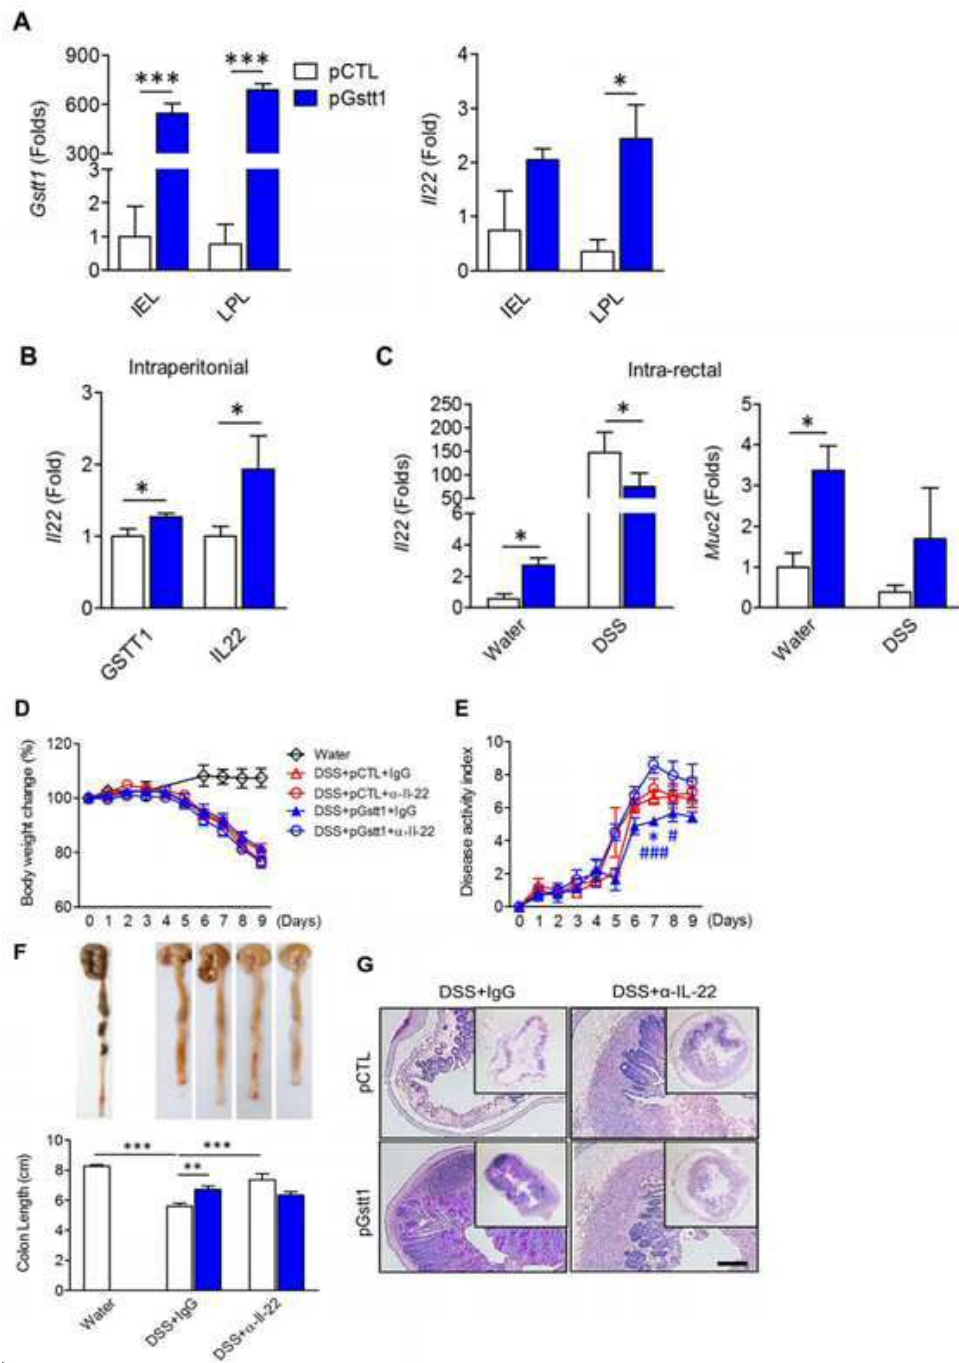 A
900
600
300
3
2
1
0
Gstt1 (Folds)
***
***
IEL
LPL
pCTL
pGstt1
4
3
2
1
0
Il22 (Fold)
*
IEL
LPL
B
Intraperitonial
3
2
1
0
Il22 (Fold)
*
*
GSTT1
IL22
C
Intra-rectal
250
200
150
100
50
6
4
2
0
Il22 (Folds)
*
*
Water
DSS
5
4
3
2
1
0
Muc2 (Folds)
*
Water
DSS
D
120
100
80
60
Body weight change (%)
0 1 2 3 4 5 6 7 8 9 (Days)
Water
DSS+pCTL+IgG
DSS+pCTL+α-Il-22
DSS+pGstt1+IgG
DSS+pGstt1+α-Il-22
E
10
8
6
4
2
0
Disease activity index
* #
###
0 1 2 3 4 5 6 7 8 9 (Days)
F
10
8
6
4
2
0
Colon Length (cm)
*** ***
**
Water
DSS+IgG
DSS+α-Il-22
G
DSS+IgG DSS+α-IL-22
pCTL
pGstt1